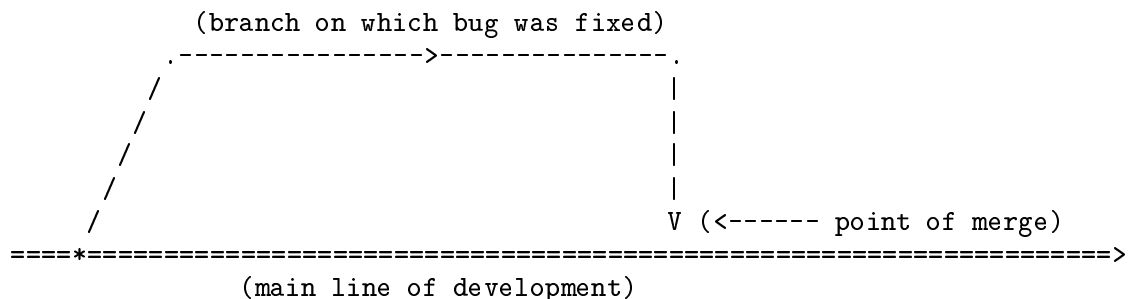 (branch on which bug was fixed)
.---------------->---------------.
/ |
/ |
/ |
/ |
/ V (<------ point of merge)
====*===================================================================>
(main line of development)